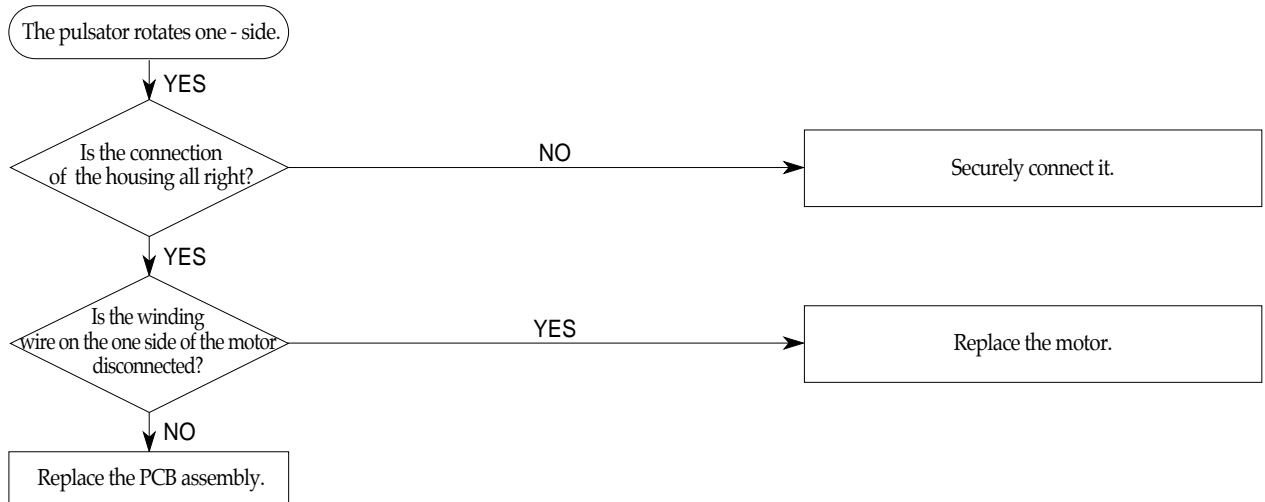 The pulsator rotates one - side.
YES
Is the connection
of the housing all right?
NO
Securely connect it.
YES
Is the winding
wire on the one side of the motor
disconnected?
YES
Replace the motor.
NO
Replace the PCB assembly.